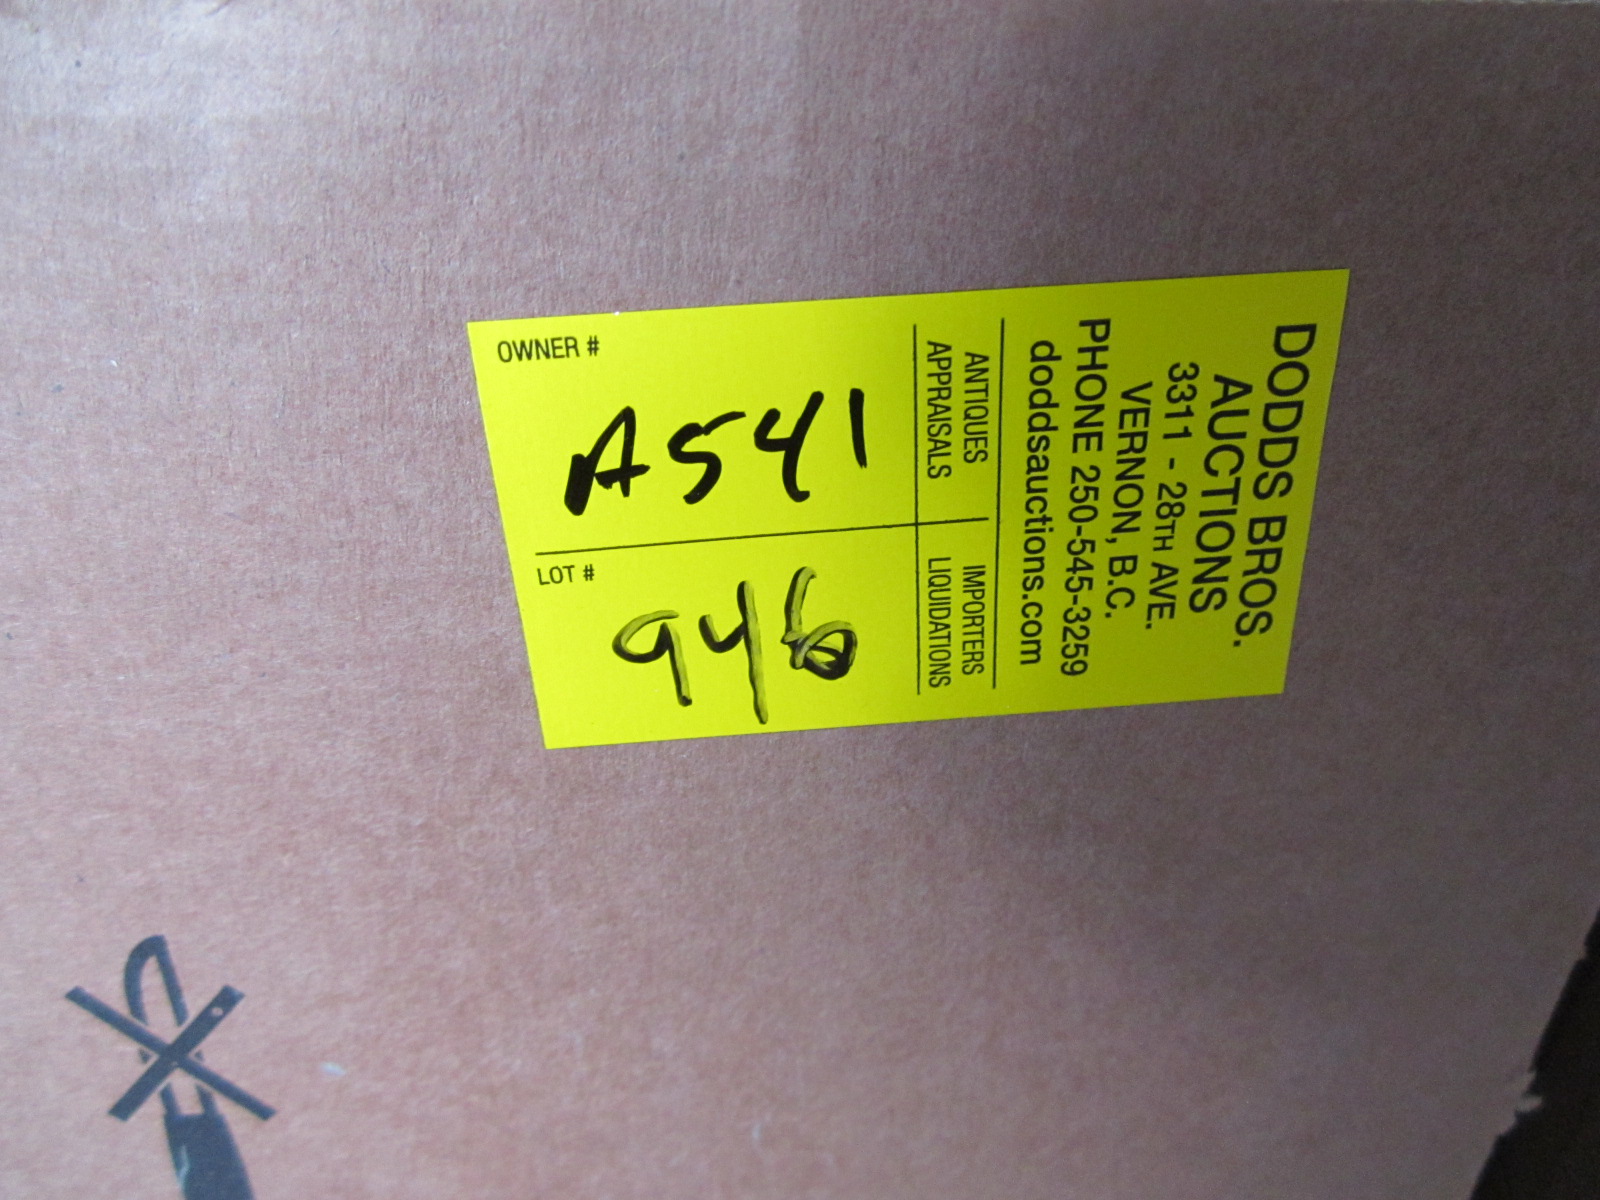 DODDS BROS.
AUCTIONS
3311 - 28TH AVE.
VERNON, B.C.
PHONE 250-545-3259
doddsauctions.com
ANTIQUES
APPRAISALS
IMPORTERS
LIQUIDATIONS
OWNER #
A541
LOT #
946